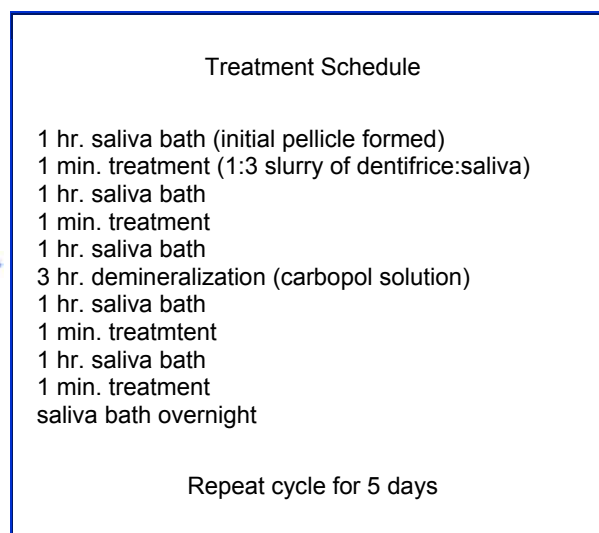 Treatment Schedule
1 hr. saliva bath (initial pellicle formed)
1 min. treatment (1:3 slurry of dentifrice:saliva)
1 hr. saliva bath
1 min. treatment
1 hr. saliva bath
3 hr. demineralization (carbopol solution)
1 hr. saliva bath
1 min. treatmtent
1 hr. saliva bath
1 min. treatment
saliva bath overnight
Repeat cycle for 5 days